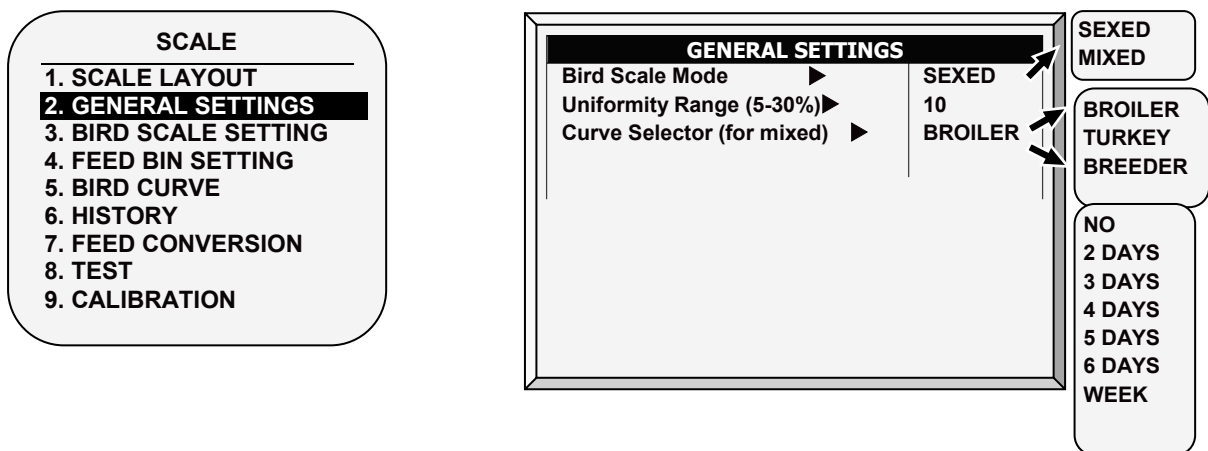 SCALE
1. SCALE LAYOUT
2. GENERAL SETTINGS
3. BIRD SCALE SETTING
4. FEED BIN SETTING
5. BIRD CURVE
6. HISTORY
7. FEED CONVERSION
8. TEST
9. CALIBRATION
GENERAL SETTINGS
Bird Scale Mode ▶ SEXED
Uniformity Range (5-30%)▶ 10
Curve Selector (for mixed) ▶ BROILER
SEXED
MIXED
BROILER
TURKEY
BREEDER
NO
2 DAYS
3 DAYS
4 DAYS
5 DAYS
6 DAYS
WEEK